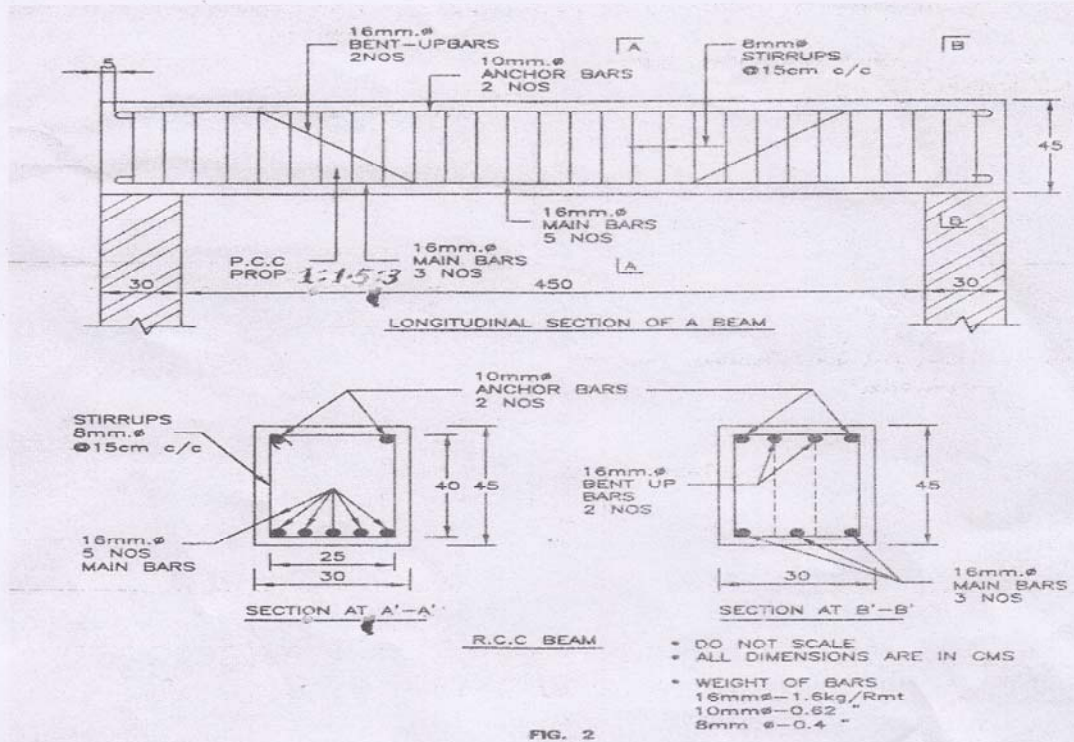 16mm.ø
BENT-UPBARS
2NOS
10mm.ø
ANCHOR BARS
2 NOS
A
8mmø
STIRRUPS
@15cm c/c
B
5
45
16mm.ø
MAIN BARS
5 NOS
B
P.C.C
PROP 1:1·5:3
16mm.ø
MAIN BARS
3 NOS
A
30
450
30
LONGITUDINAL SECTION OF A BEAM
10mmø
ANCHOR BARS
2 NOS
STIRRUPS
8mm.ø
@15cm c/c
40
45
16mm.ø
BENT UP
BARS
2 NOS
45
16mm.ø
5 NOS
MAIN BARS
25
30
30
16mm.ø
MAIN BARS
3 NOS
SECTION AT A'-A'
SECTION AT B'-B'
R.C.C BEAM
* DO NOT SCALE
* ALL DIMENSIONS ARE IN CMS
* WEIGHT OF BARS
16mmø-1.6kg/Rmt
10mmø-0.62 "
8mm ø-0.4 "
FIG. 2